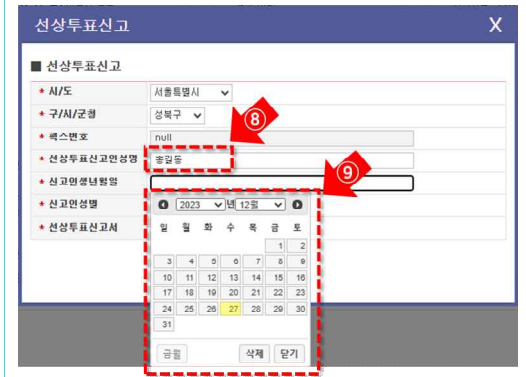 선상투표신고 X
■ 선상투표신고
* 시/도 서울특별시
* 구/시/군청 성북구
⑧
* 팩스번호 null
* 선상투표신고인성명 홍길동
⑨
* 신고인생년월일
* 신고인성별
* 선상투표신고서
2023 년 12월
일 월 화 수 목 금 토
1 2
3 4 5 6 7 8 9
10 11 12 13 14 15 16
17 18 19 20 21 22 23
24 25 26 27 28 29 30
31
금월 삭제 닫기